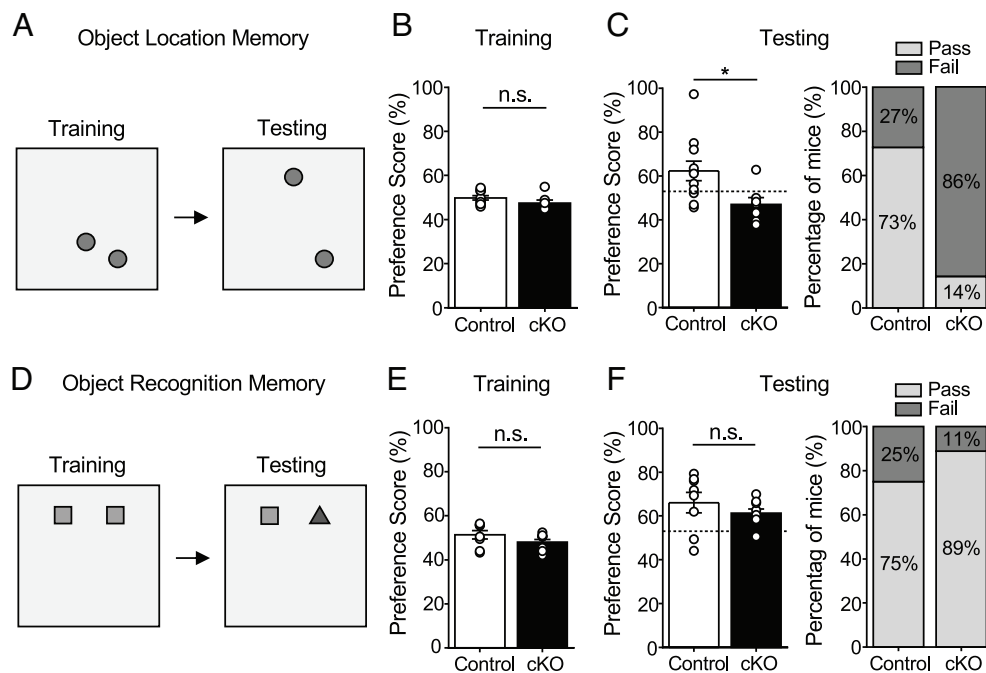 A
Object Location Memory
Training
Testing
B
Training
Preference Score (%)
100
80
60
40
20
0
n.s.
Control
cKO
C
Testing
Preference Score (%)
100
80
60
40
20
0
*
Control
cKO
Pass
Fail
Percentage of mice (%)
100
80
60
40
20
0
27%
73%
86%
14%
Control
cKO
D
Object Recognition Memory
Training
Testing
E
Training
Preference Score (%)
100
80
60
40
20
0
n.s.
Control
cKO
F
Testing
Preference Score (%)
100
80
60
40
20
0
n.s.
Control
cKO
Pass
Fail
Percentag of mice (%)
100
80
60
40
20
0
25%
75%
11%
89%
Control
cKO